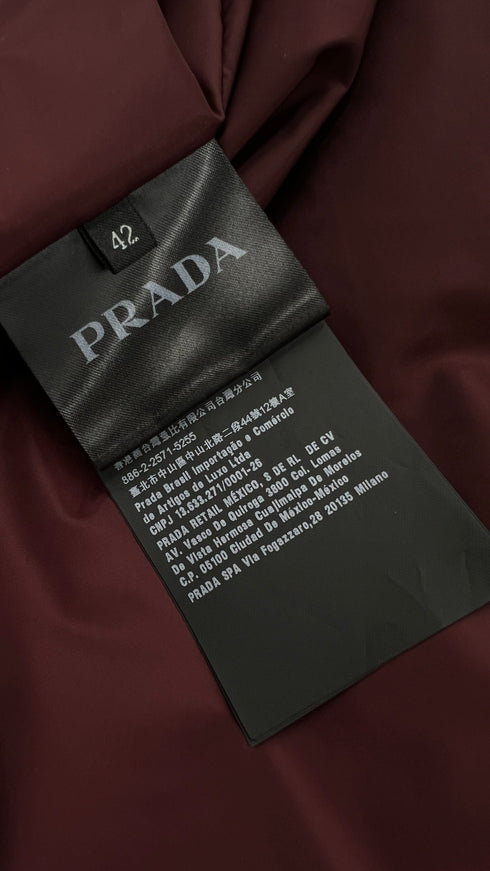 42
PRADA
香港商台灣普拉達有限公司台灣分公司
886-2-2571-5255
臺北市中山區中山北路二段44號12樓A室
Prada Brasil Importação e Comércio
de Artigos de Luxo Ltda
CNPJ 13.633.271/0001-26
PRADA RETAIL MÉXICO, S DE RL. DE CV
AV. Vasco De Quiroga 3800 Col. Lomas
De Vista Hermosa Cuajimalpa De Morelos
C.P. 05100 Ciudad De México-México
PRADA SPA Via Fogazzaro,28 20135 Milano